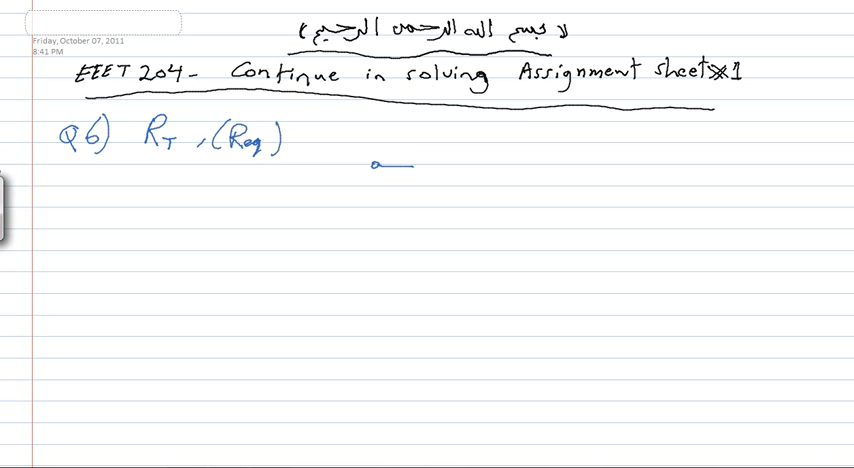 بسم الله الرحمن الرحيم
Friday, October 07, 2011
8:41 PM
EEET 204 - Continue in solving Assignment sheet #1
Q6) RT , (Req)